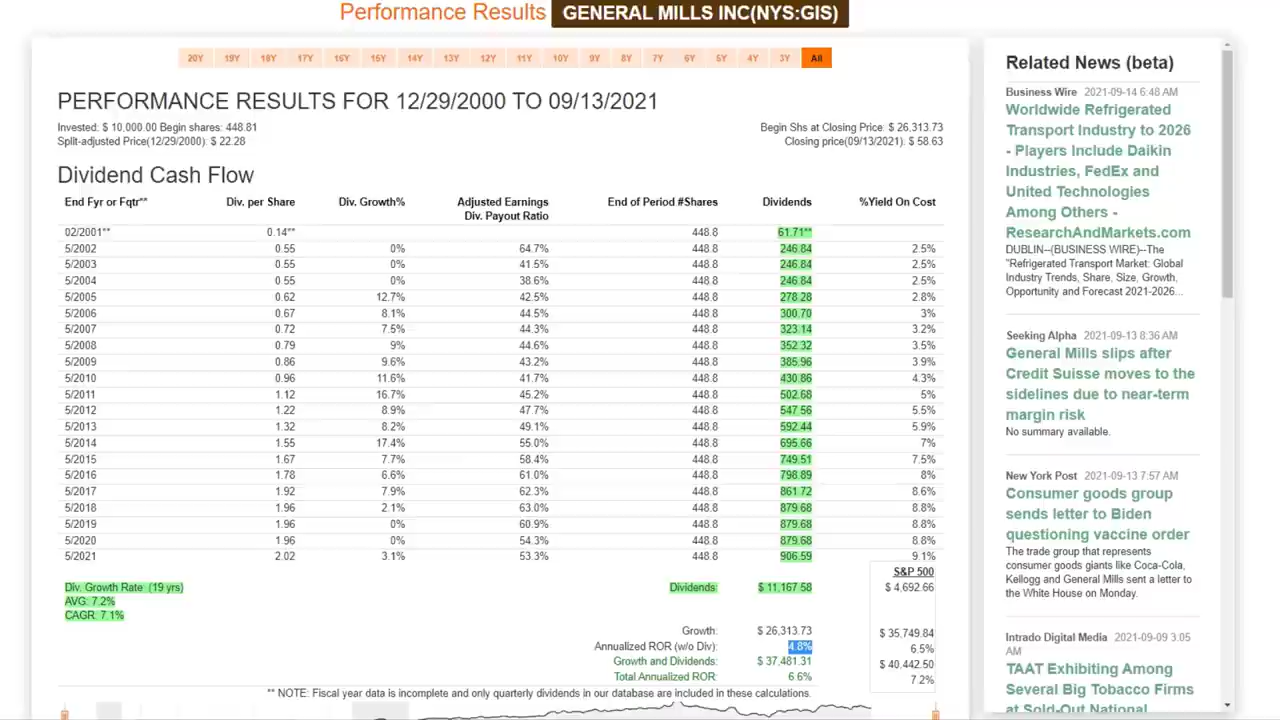 Performance Results GENERAL MILLS INC(NYS:GIS)
20Y 19Y 18Y 17Y 16Y 15Y 14Y 13Y 12Y 11Y 10Y 9Y 8Y 7Y 6Y 5Y 4Y 3Y All
PERFORMANCE RESULTS FOR 12/29/2000 TO 09/13/2021
Invested: $ 10,000.00 Begin shares: 448.81
Split-adjusted Price(12/29/2000): $ 22.28
Begin Shs at Closing Price: $ 26,313.73
Closing price(09/13/2021): $ 58.63
Dividend Cash Flow
End Fyr or Fqtr** Div. per Share Div. Growth% Adjusted Earnings End of Period #Shares Dividends %Yield On Cost
Div. Payout Ratio
02/2001** 0.14** 448.8 61.71**
5/2002 0.55 0% 64.7% 448.8 246.84 2.5%
5/2003 0.55 0% 41.5% 448.8 246.84 2.5%
5/2004 0.55 0% 38.6% 448.8 246.84 2.5%
5/2005 0.62 12.7% 42.5% 448.8 278.28 2.8%
5/2006 0.67 8.1% 44.5% 448.8 300.70 3%
5/2007 0.72 7.5% 44.3% 448.8 323.14 3.2%
5/2008 0.79 9% 44.6% 448.8 352.32 3.5%
5/2009 0.86 9.6% 43.2% 448.8 385.96 3.9%
5/2010 0.96 11.6% 41.7% 448.8 430.86 4.3%
5/2011 1.12 16.7% 45.2% 448.8 502.68 5%
5/2012 1.22 8.9% 47.7% 448.8 547.56 5.5%
5/2013 1.32 8.2% 49.1% 448.8 592.44 5.9%
5/2014 1.55 17.4% 55.0% 448.8 695.66 7%
5/2015 1.67 7.7% 58.4% 448.8 749.51 7.5%
5/2016 1.78 6.6% 61.0% 448.8 798.89 8%
5/2017 1.92 7.9% 62.3% 448.8 861.72 8.6%
5/2018 1.96 2.1% 63.0% 448.8 879.68 8.8%
5/2019 1.96 0% 60.9% 448.8 879.68 8.8%
5/2020 1.96 0% 54.3% 448.8 879.68 8.8%
5/2021 2.02 3.1% 53.3% 448.8 906.59 9.1%
S&P 500
Div. Growth Rate: (19 yrs) Dividends: $ 11,167.58 $ 4,692.66
AVG: 7.2%
CAGR: 7.1%
Growth: $ 26,313.73 $ 35,749.84
Annualized ROR (w/o Div): 4.8% 6.5%
Growth and Dividends: $ 37,481.31 $ 40,442.50
Total Annualized ROR: 6.6% 7.2%
** NOTE: Fiscal year data is incomplete and only quarterly dividends in our database are included in these calculations.
Related News (beta)
Business Wire 2021-09-14 6:48 AM
Worldwide Refrigerated
Transport Industry to 2026
- Players Include Daikin
Industries, FedEx and
United Technologies
Among Others -
ResearchAndMarkets.com
DUBLIN--(BUSINESS WIRE)--The
"Refrigerated Transport Market: Global
Industry Trends, Share, Size, Growth,
Opportunity and Forecast 2021-2026...
Seeking Alpha 2021-09-13 8:36 AM
General Mills slips after
Credit Suisse moves to the
sidelines due to near-term
margin risk
No summary available.
New York Post 2021-09-13 7:57 AM
Consumer goods group
sends letter to Biden
questioning vaccine order
The trade group that represents
consumer goods giants like Coca-Cola,
Kellogg and General Mills sent a letter to
the White House on Monday.
Intrado Digital Media 2021-09-09 3:05
AM
TAAT Exhibiting Among
Several Big Tobacco Firms
at Sold-Out National